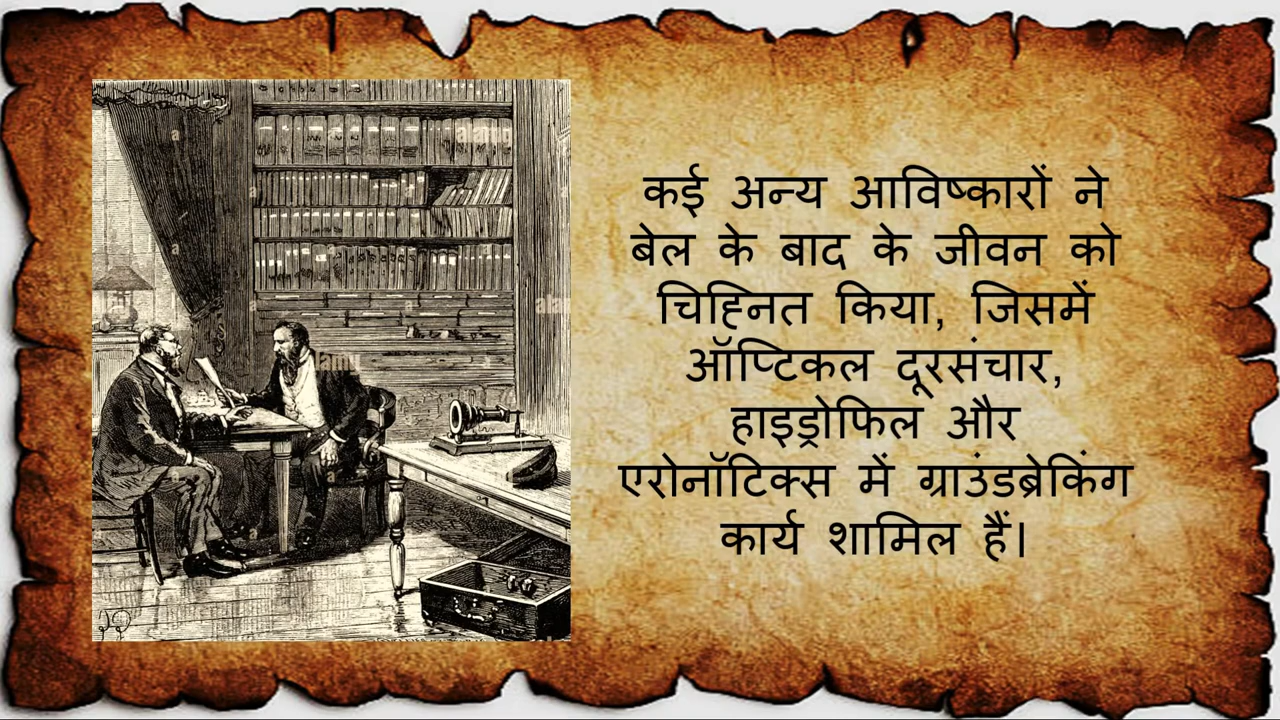 कई अन्य आविष्कारों ने
बेल के बाद के जीवन को
चिह्नित किया, जिसमें
ऑप्टिकल दूरसंचार,
हाइड्रोफिल और
एरोनॉटिक्स में ग्राउंडब्रेकिंग
कार्य शामिल हैं।